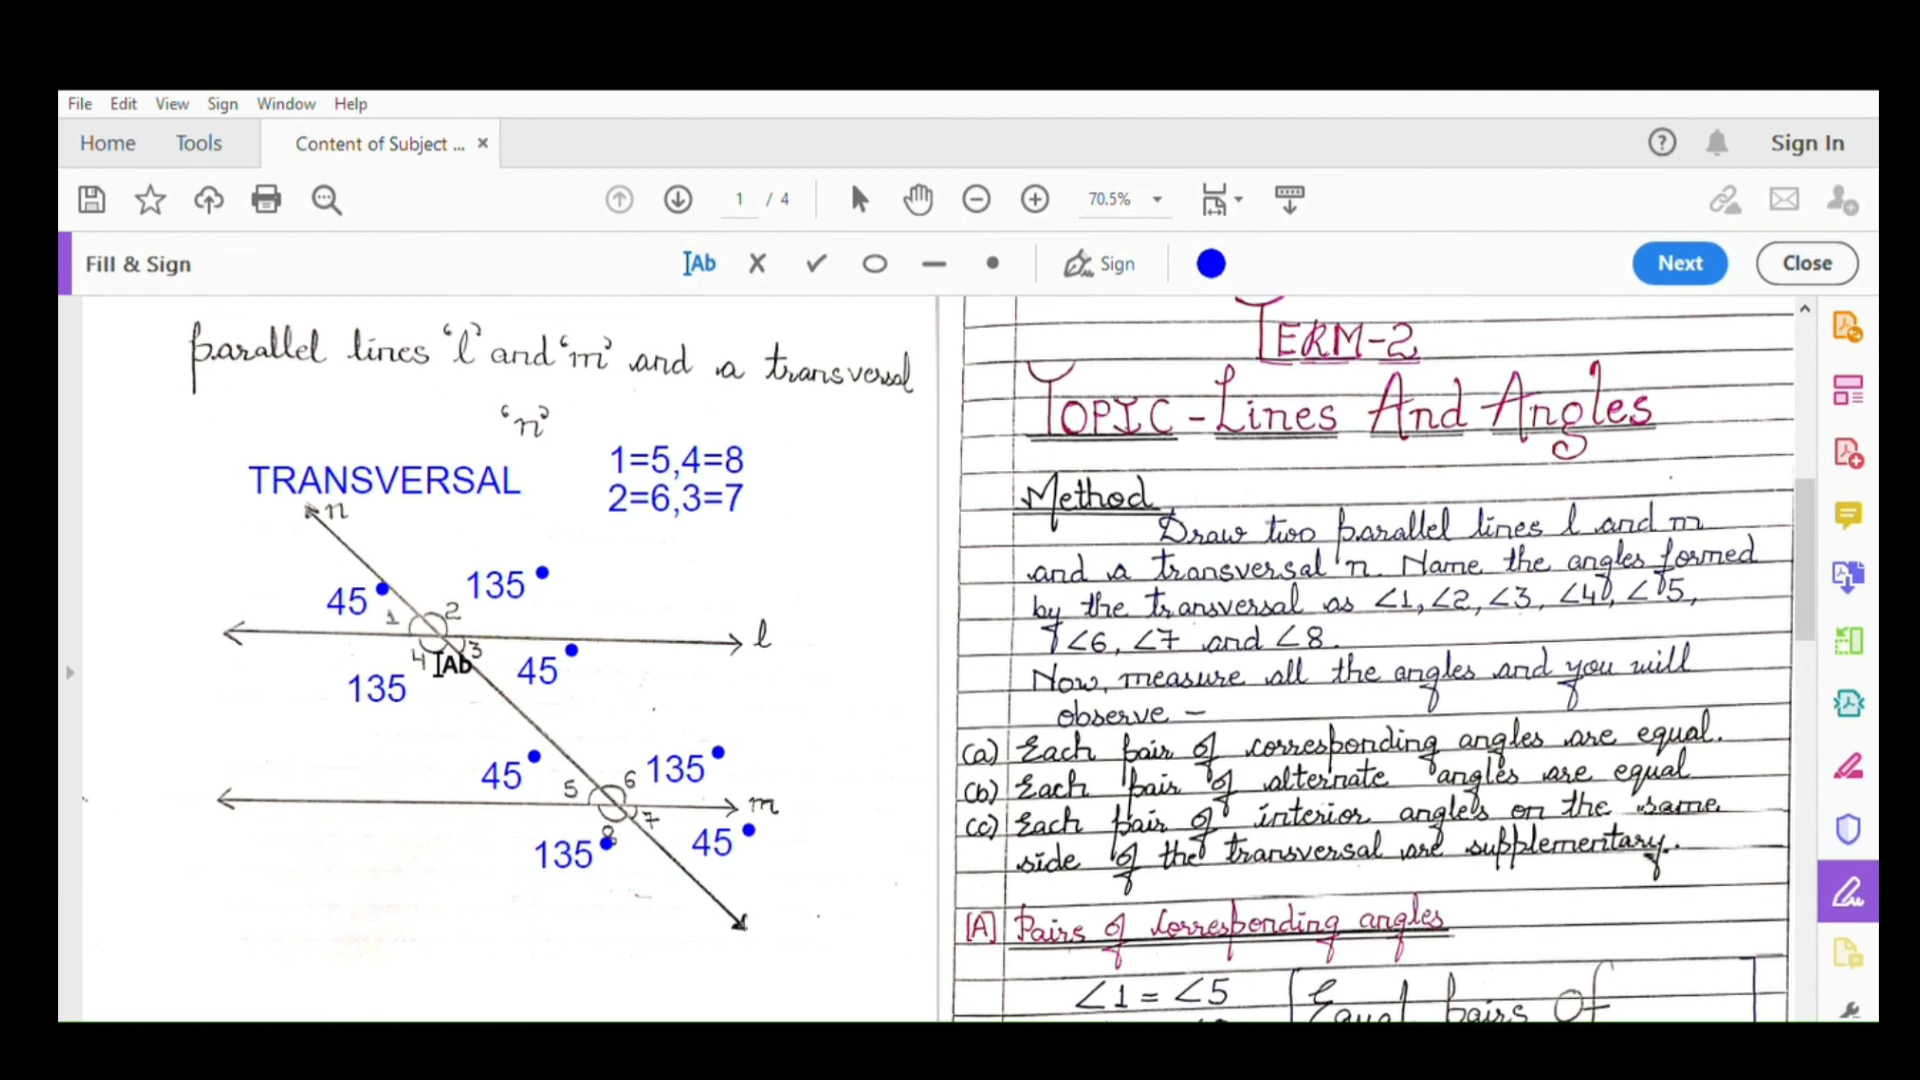 File Edit View Sign Window Help
Home Tools Content of Subject ... × Sign In
1 / 4 70.5%
Fill & Sign IAb Sign Next Close
parallel lines 'l' and 'm' and a transversal
'n'
TRANSVERSAL
1=5,4=8
2=6,3=7
n
45 135
1 2
l
4 IAb 3
135 45
45 135
5 6
m
8 7
135 45
TERM-2
TOPIC - Lines And Angles
Method
Draw two parallel lines l and m
and a transversal n. Name the angles formed
by the transversal as ∠1, ∠2, ∠3, ∠4, ∠5,
∠6, ∠7 and ∠8.
Now, measure all the angles and you will
observe -
(a) Each pair of corresponding angles are equal.
(b) Each pair of alternate angles are equal
(c) Each pair of interior angles on the same
side of the transversal are supplementary.
[A] Pairs of Corresponding angles
∠1 = ∠5
Equal pairs of